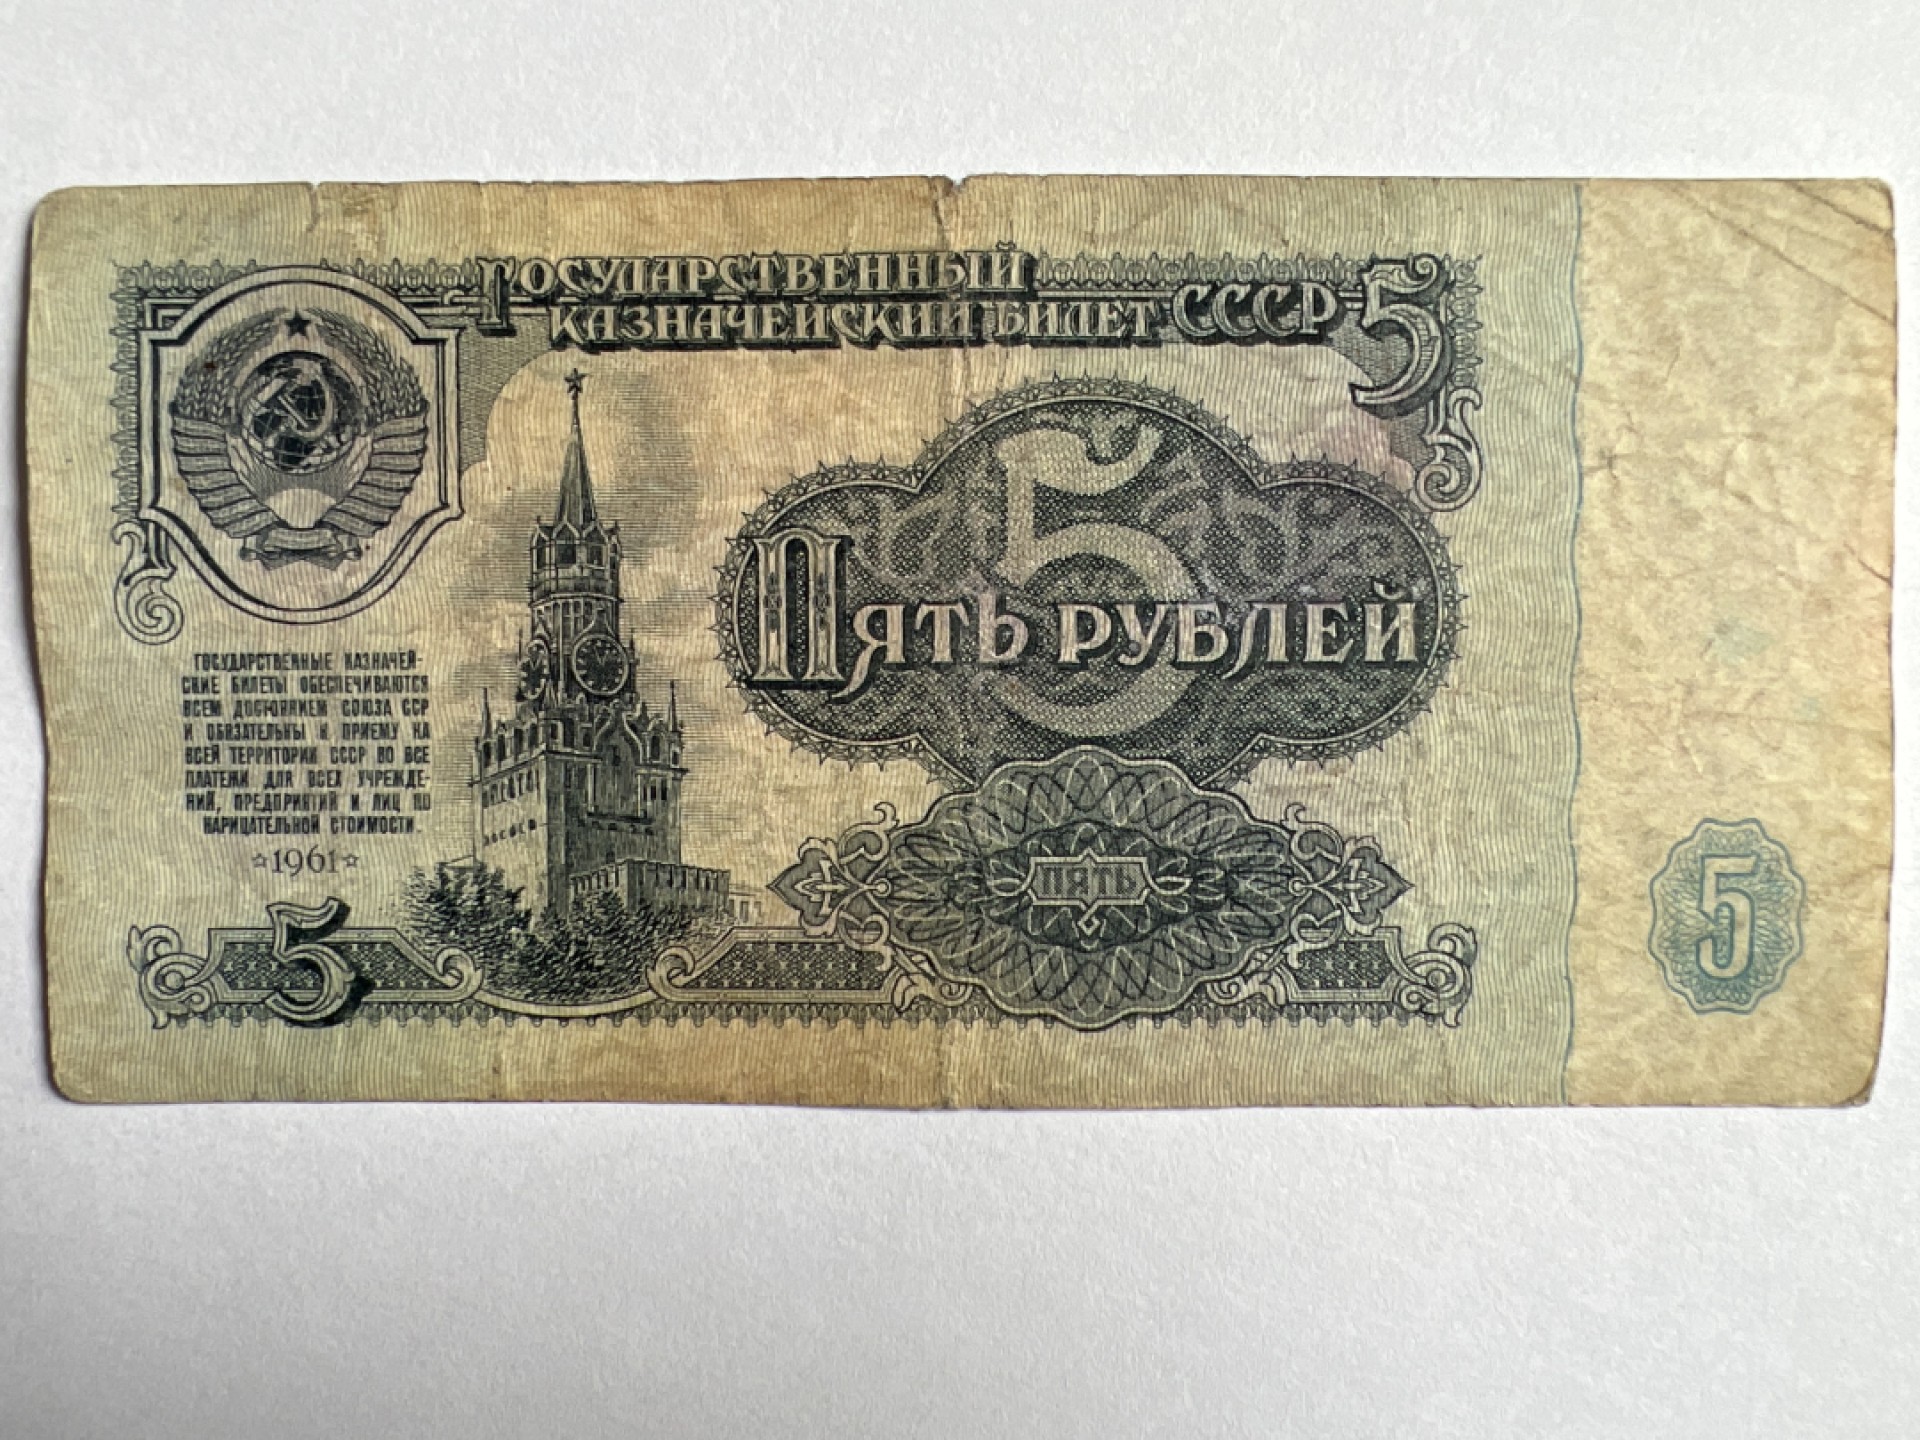 Государственный
казначейский билет СССР 5
5
Пять рублей
ГОСУДАРСТВЕННЫЕ КАЗНАЧЕЙ-
СКИЕ БИЛЕТЫ ОБЕСПЕЧИВАЮТСЯ
ВСЕМ ДОСТОЯНИЕМ СОЮЗА ССР
И ОБЯЗАТЕЛЬНЫ К ПРИЕМУ НА
ВСЕЙ ТЕРРИТОРИИ СССР ВО ВСЕ
ПЛАТЕЖИ ДЛЯ ВСЕХ УЧРЕЖДЕ-
НИЙ, ПРЕДПРИЯТИЙ И ЛИЦ ПО
НАРИЦАТЕЛЬНОЙ СТОИМОСТИ.
☆1961☆
ПЯТЬ
5
5